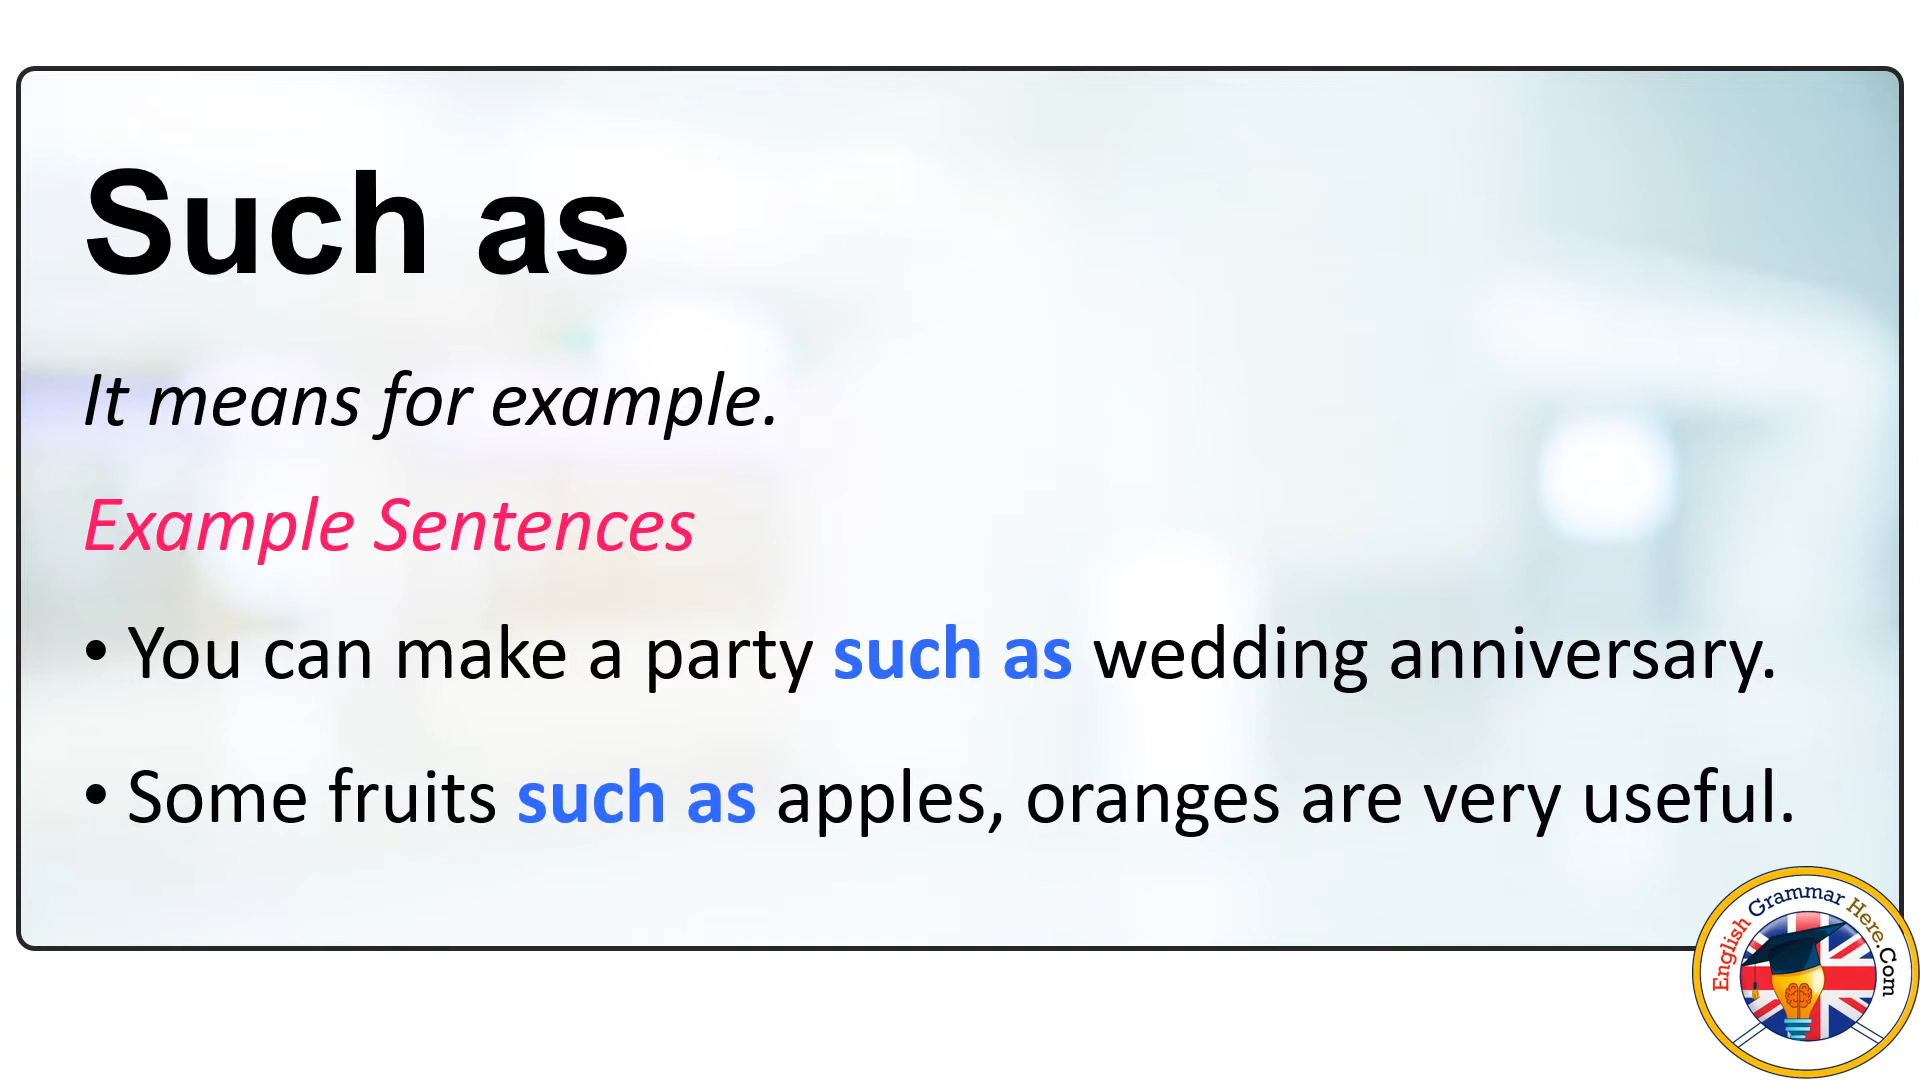 Such as
It means for example.
Example Sentences
• You can make a party such as wedding anniversary.
• Some fruits such as apples, oranges are very useful.
English Grammar Here.Com